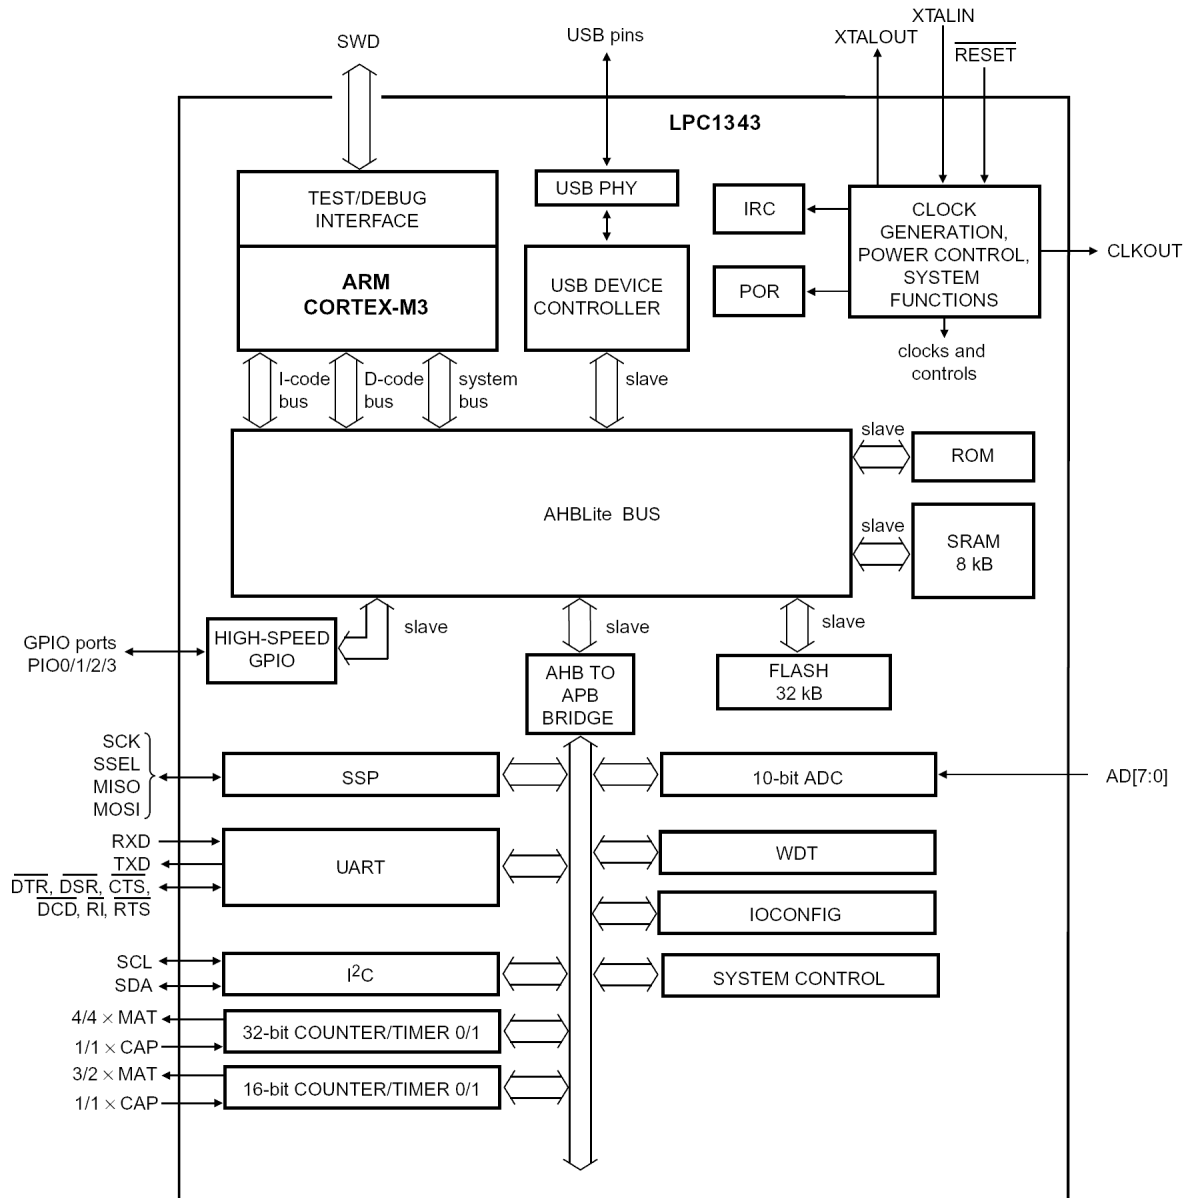 XTALIN
XTALOUT
RESET
SWD
USB pins
LPC1343
TEST/DEBUG
INTERFACE
ARM
CORTEX-M3
USB PHY
USB DEVICE
CONTROLLER
IRC
POR
CLOCK
GENERATION,
POWER CONTROL,
SYSTEM
FUNCTIONS
CLKOUT
clocks and
controls
I-code
bus
D-code
bus
system
bus
slave
AHBLite BUS
slave
ROM
slave
SRAM
8 kB
GPIO ports
PIO0/1/2/3
HIGH-SPEED
GPIO
slave
slave
slave
AHB TO
APB
BRIDGE
FLASH
32 kB
SCK
SSEL
MISO
MOSI
SSP
10-bit ADC
AD[7:0]
RXD
TXD
DTR, DSR, CTS,
DCD, RI, RTS
UART
WDT
IOCONFIG
SCL
SDA
I2C
SYSTEM CONTROL
4/4 × MAT
1/1 × CAP
32-bit COUNTER/TIMER 0/1
3/2 × MAT
1/1 × CAP
16-bit COUNTER/TIMER 0/1